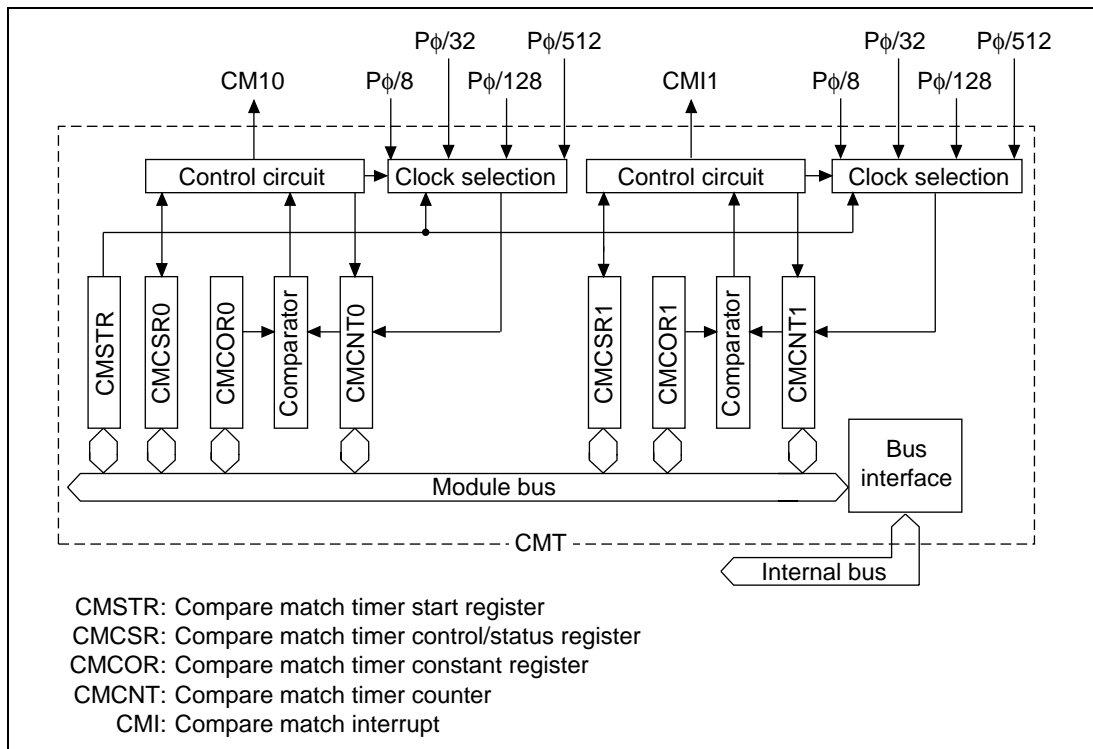 Pϕ/32 Pϕ/512 Pϕ/32 Pϕ/512
CM10 Pϕ/8 Pϕ/128 CMI1 Pϕ/8 Pϕ/128
Control circuit Clock selection Control circuit Clock selection
CMSTR
CMCSR0
CMCOR0
Comparator
CMCNT0
CMCSR1
CMCOR1
Comparator
CMCNT1
Bus
interface
Module bus
CMT
Internal bus
CMSTR: Compare match timer start register
CMCSR: Compare match timer control/status register
CMCOR: Compare match timer constant register
CMCNT: Compare match timer counter
CMI: Compare match interrupt